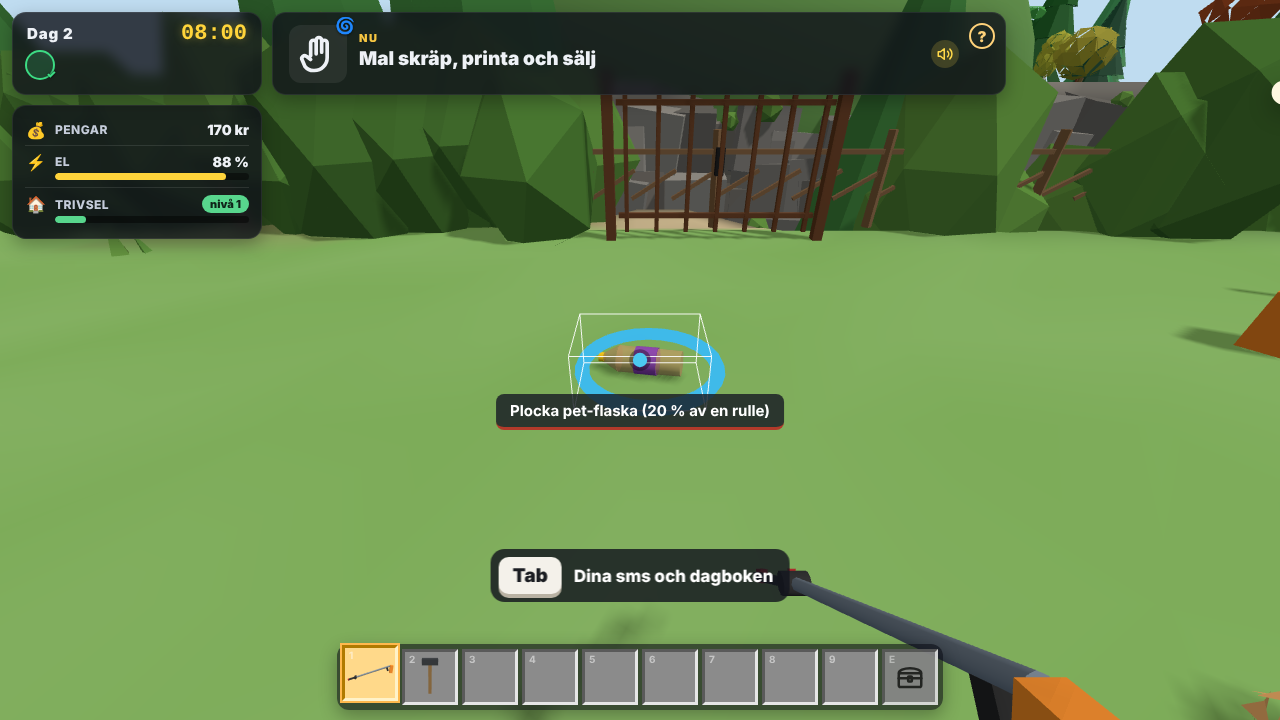 Dag 2
08:00
NU
Mal skräp, printa och sälj
?
PENGAR
170 kr
EL
88 %
TRIVSEL
nivå 1
Plocka pet-flaska (20 % av en rulle)
Tab
Dina sms och dagboken
1
2
3
4
5
6
7
8
9
E